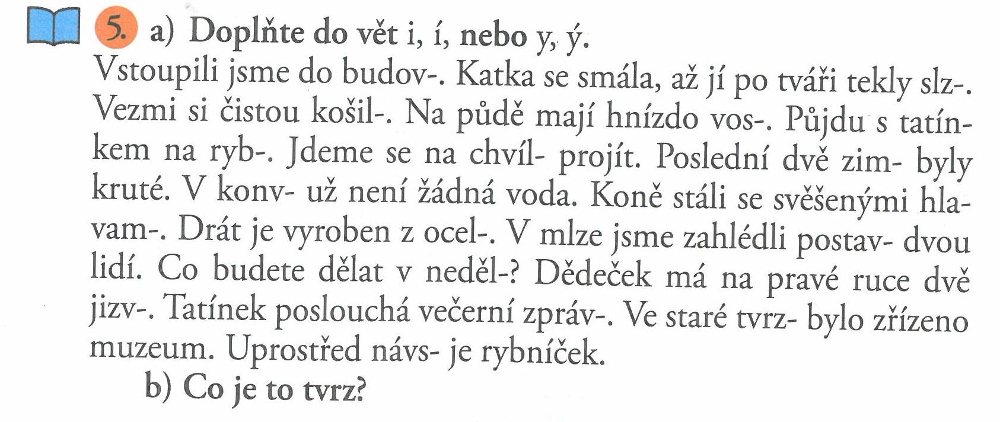 5. a) Doplňte do vět i, í, nebo y, ý.
Vstoupili jsme do budov-. Katka se smála, až jí po tváři tekly slz-.
Vezmi si čistou košil-. Na půdě mají hnízdo vos-. Půjdu s tatín-
kem na ryb-. Jdeme se na chvíl- projít. Poslední dvě zim- byly
kruté. V konv- už není žádná voda. Koně stáli se svěšenými hla-
vam-. Drát je vyroben z ocel-. V mlze jsme zahlédli postav- dvou
lidí. Co budete dělat v neděl-? Dědeček má na pravé ruce dvě
jizv-. Tatínek poslouchá večerní zpráv-. Ve staré tvrz- bylo zřízeno
muzeum. Uprostřed návs- je rybníček.
b) Co je to tvrz?